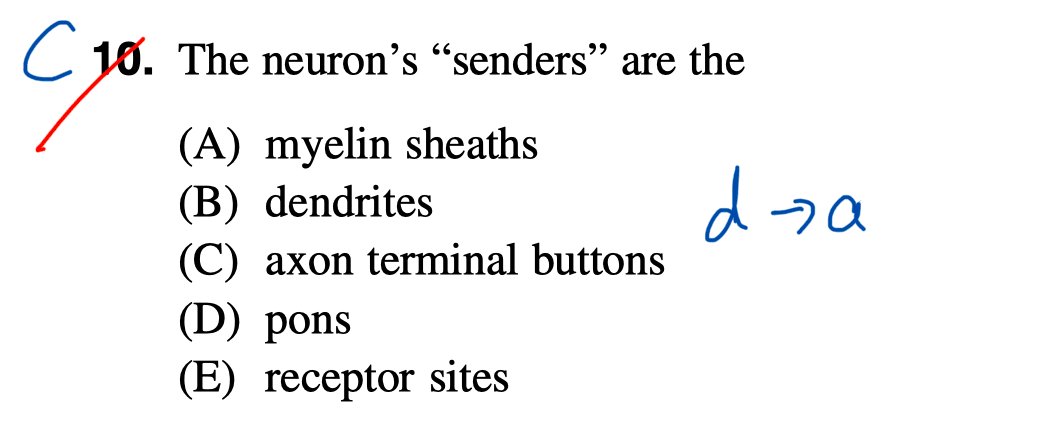 C 10. The neuron's “senders” are the
(A) myelin sheaths
(B) dendrites
d → a
(C) axon terminal buttons
(D) pons
(E) receptor sites